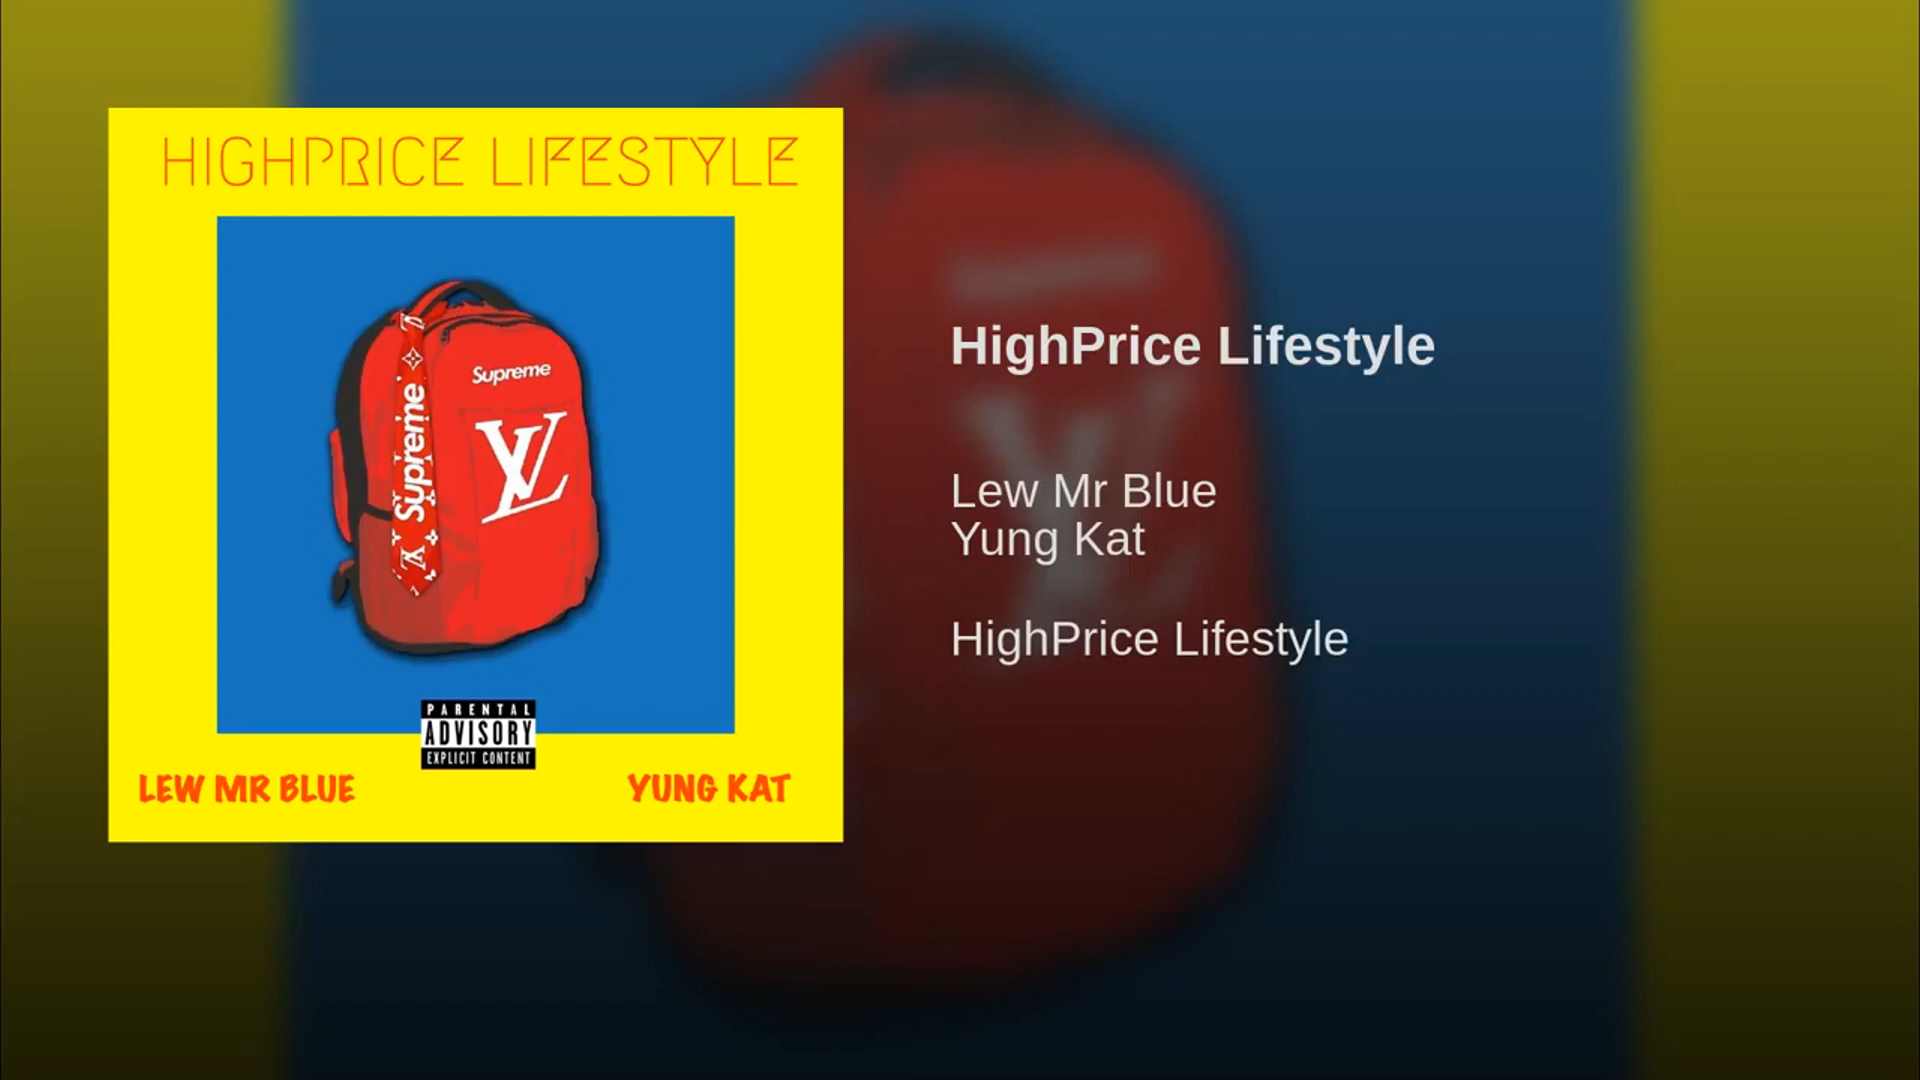 HIGHPRICE LIFESTYLE
Supreme
Supreme
LV
PARENTAL
ADVISORY
EXPLICIT CONTENT
LEW MR BLUE
YUNG KAT
HighPrice Lifestyle
Lew Mr Blue
Yung Kat
HighPrice Lifestyle